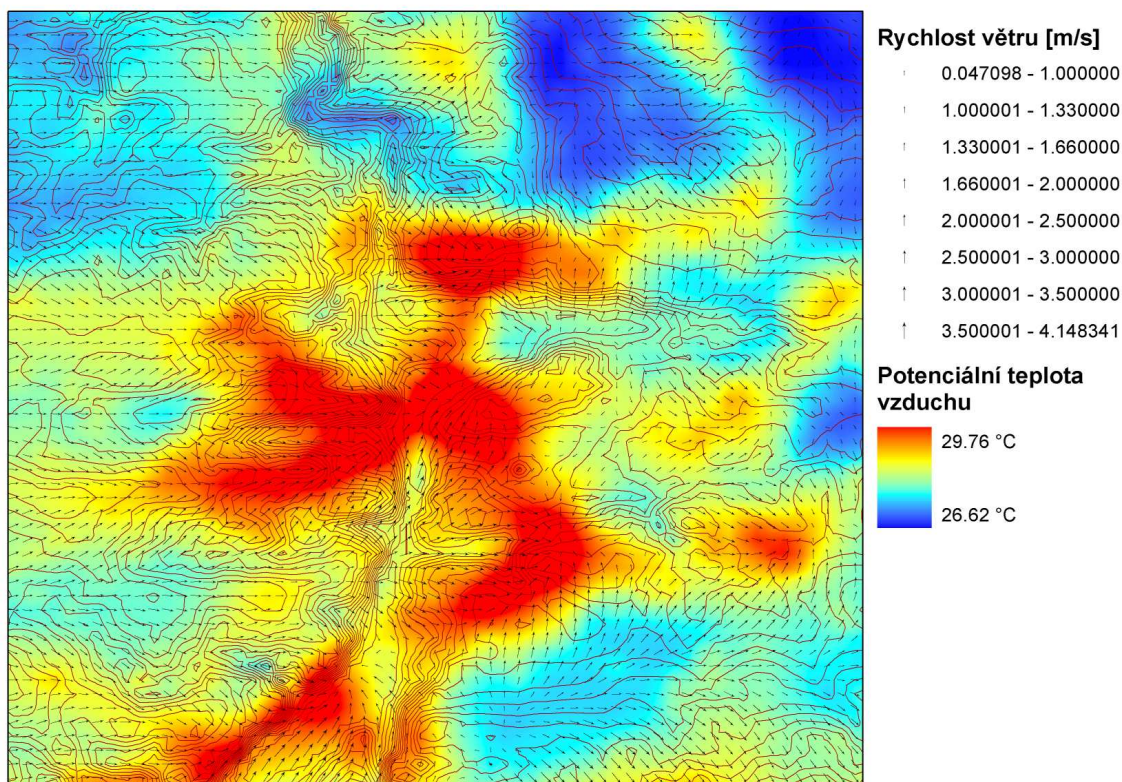 Rychlost větru [m/s]
0.047098 - 1.000000
1.000001 - 1.330000
1.330001 - 1.660000
1.660001 - 2.000000
2.000001 - 2.500000
2.500001 - 3.000000
3.000001 - 3.500000
3.500001 - 4.148341
Potenciální teplota
vzduchu
29.76 °C
26.62 °C